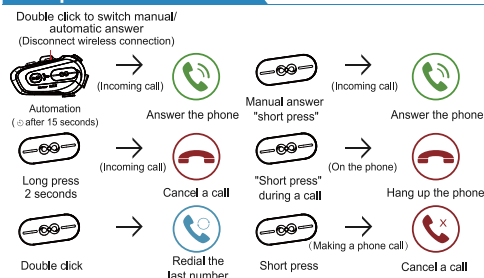 Double click to switch manual/
automatic answer
(Disconnect wireless connection)
(Incoming call)
(Incoming call)
Automation
(after 15 seconds)
Answer the phone
Manual answer
"short press"
Answer the phone
(Incoming call)
(On the phone)
Long press
2 seconds
Cancel a call
"Short press"
during a call
Hang up the phone
(Making a phone call)
Double click
Redial the
last number
Short press
Cancel a call